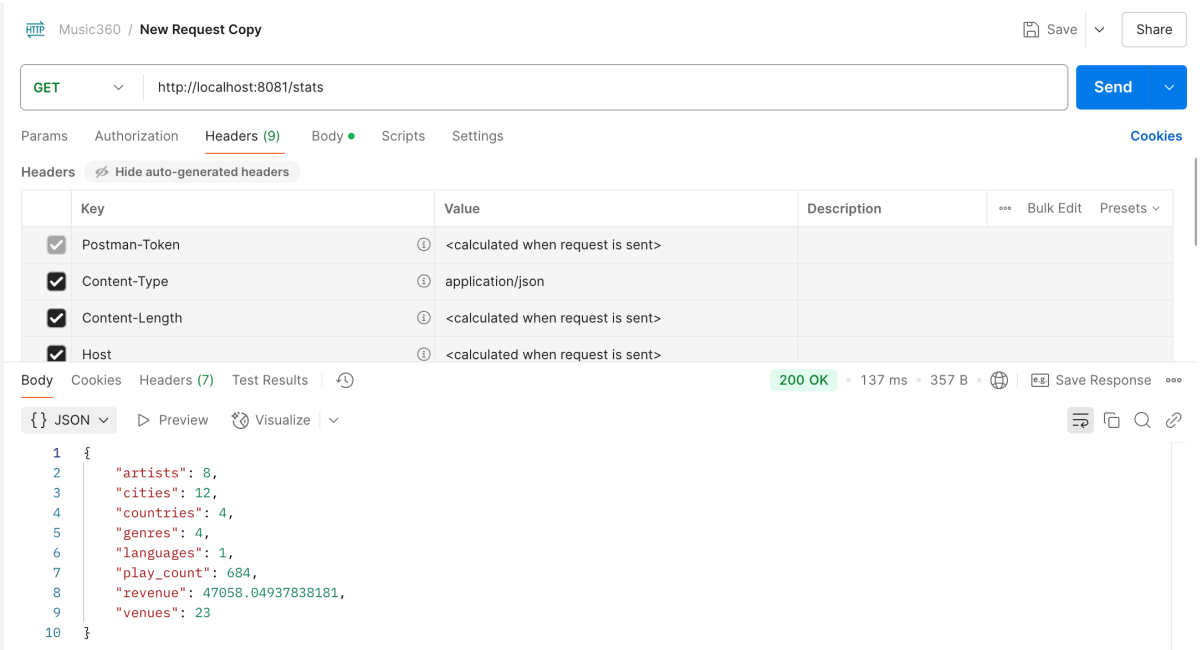 HTTP Music360 / New Request Copy Save Share
GET http://localhost:8081/stats Send
Params Authorization Headers (9) Body Scripts Settings Cookies
Headers Hide auto-generated headers
Key Value Description Bulk Edit Presets
Postman-Token <calculated when request is sent>
Content-Type application/json
Content-Length <calculated when request is sent>
Host <calculated when request is sent>
Body Cookies Headers (7) Test Results 200 OK 137 ms 357 B e.g. Save Response
{} JSON Preview Visualize
1 {
2 "artists": 8,
3 "cities": 12,
4 "countries": 4,
5 "genres": 4,
6 "languages": 1,
7 "play_count": 684,
8 "revenue": 47058.04937838181,
9 "venues": 23
10 }